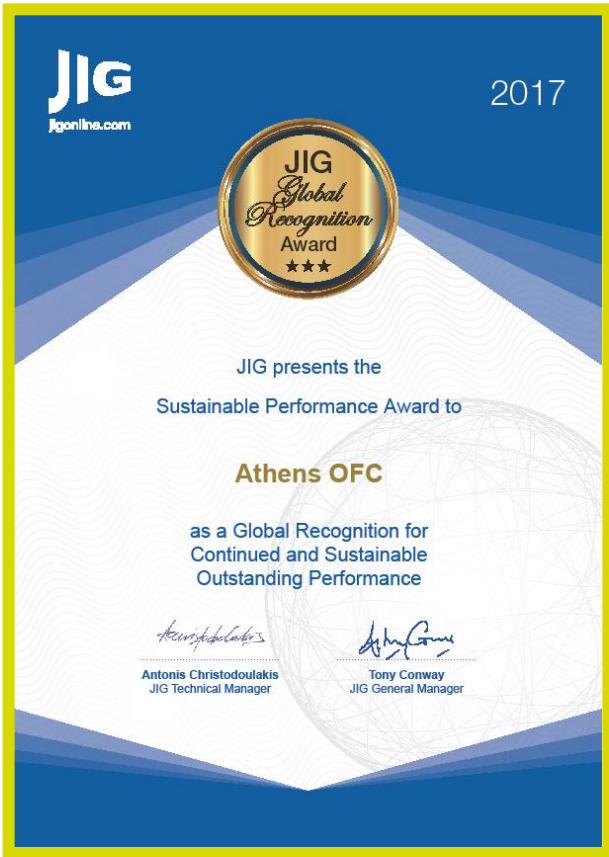 JIG
jigonline.com
2017
JIG
Global
Recognition
Award
JIG presents the
Sustainable Performance Award to
Athens OFC
as a Global Recognition for
Continued and Sustainable
Outstanding Performance
Antonis Christodoulakis
JIG Technical Manager
Tony Conway
JIG General Manager